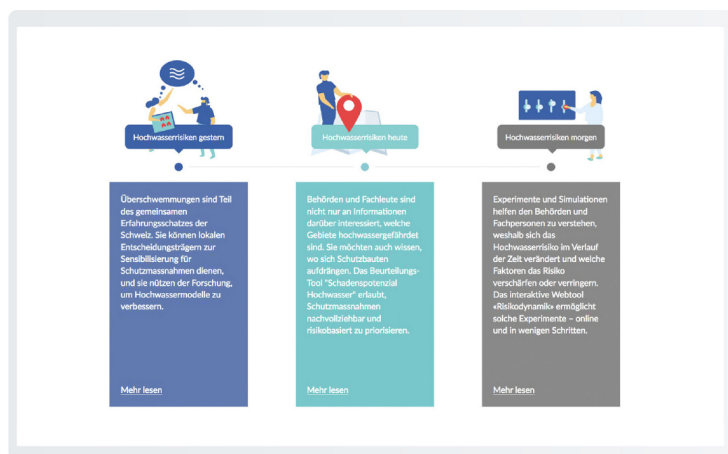 Hochwasserrisiken gestern
Hochwasserrisiken heute
Hochwasserrisiken morgen
Überschwemmungen sind Teil
des gemeinsamen
Erfahrungsschatzes der
Schweiz. Sie können lokalen
Entscheidungsträgern zur
Sensibilisierung für
Schutzmassnahmen dienen,
und sie nützen der Forschung,
um Hochwassermodelle zu
verbessern.
Mehr lesen
Behörden und Fachleute sind
nicht nur an Informationen
darüber interessiert, welche
Gebiete hochwassergefährdet
sind. Sie möchten auch wissen,
wo sich Schutzbauten
aufdrängen. Das Beurteilungs-
Tool "Schadenspotenzial
Hochwasser" erlaubt,
Schutzmassnahmen
nachvollziehbar und
risikobasiert zu priorisieren.
Mehr lesen
Experimente und Simulationen
helfen den Behörden und
Fachpersonen zu verstehen,
weshalb sich das
Hochwasserrisiko im Verlauf
der Zeit verändert und welche
Faktoren das Risiko
verschärfen oder verringern.
Das interaktive Webtool
«Risikodynamik» ermöglicht
solche Experimente – online
und in wenigen Schritten.
Mehr lesen